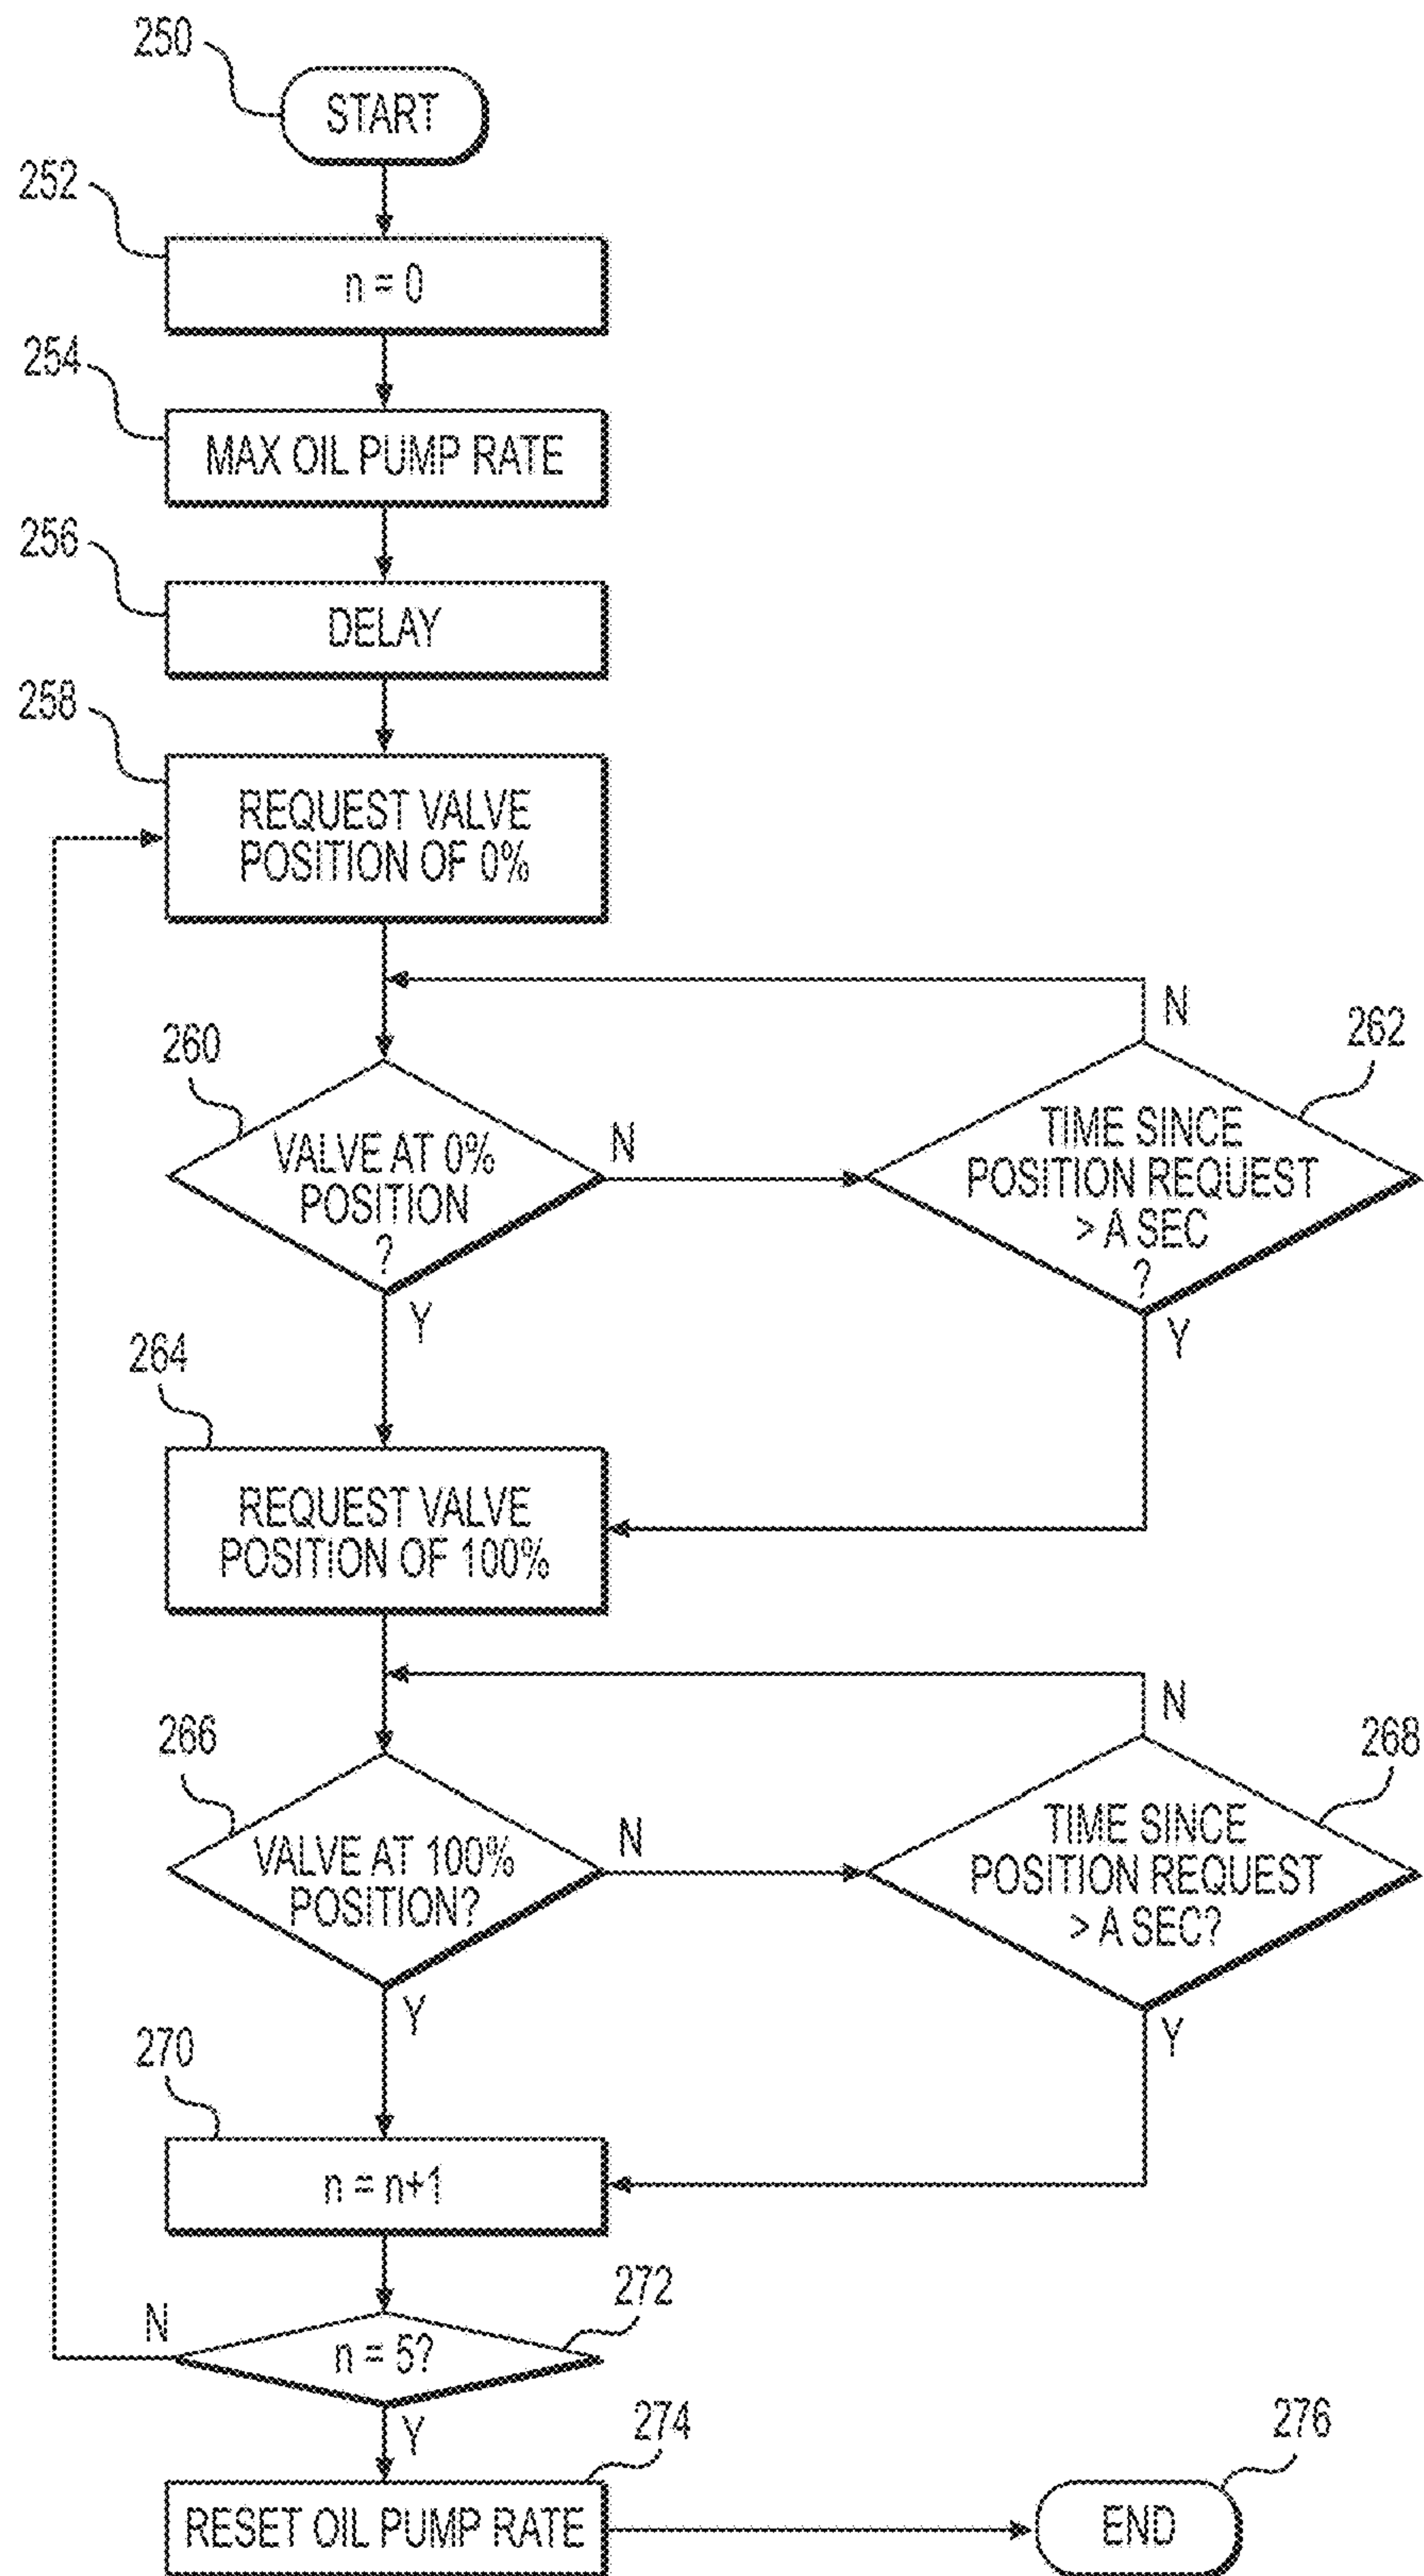 250
START
252
n = 0
254
MAX OIL PUMP RATE
256
DELAY
258
REQUEST VALVE
POSITION OF 0%
N
260
262
VALVE AT 0%
POSITION
?
N
TIME SINCE
POSITION REQUEST
> A SEC
?
Y
Y
264
REQUEST VALVE
POSITION OF 100%
N
266
268
VALVE AT 100%
POSITION?
N
TIME SINCE
POSITION REQUEST
> A SEC?
Y
Y
270
n = n+1
272
N
n = 5?
Y
274
276
RESET OIL PUMP RATE
END